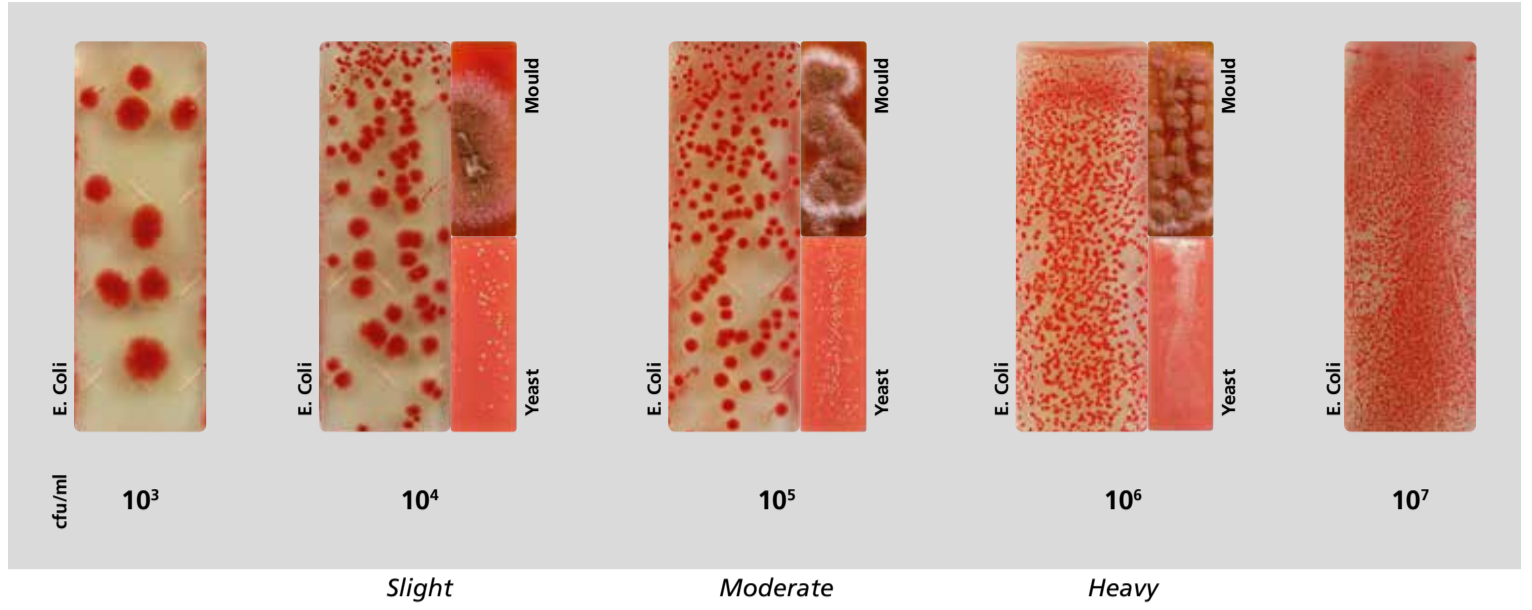 E. Coli
E. Coli
Mould
Yeast
E. Coli
Mould
Yeast
E. Coli
Mould
Yeast
E. Coli
cfu/ml
10³
10⁴
10⁵
10⁶
10⁷
Slight
Moderate
Heavy